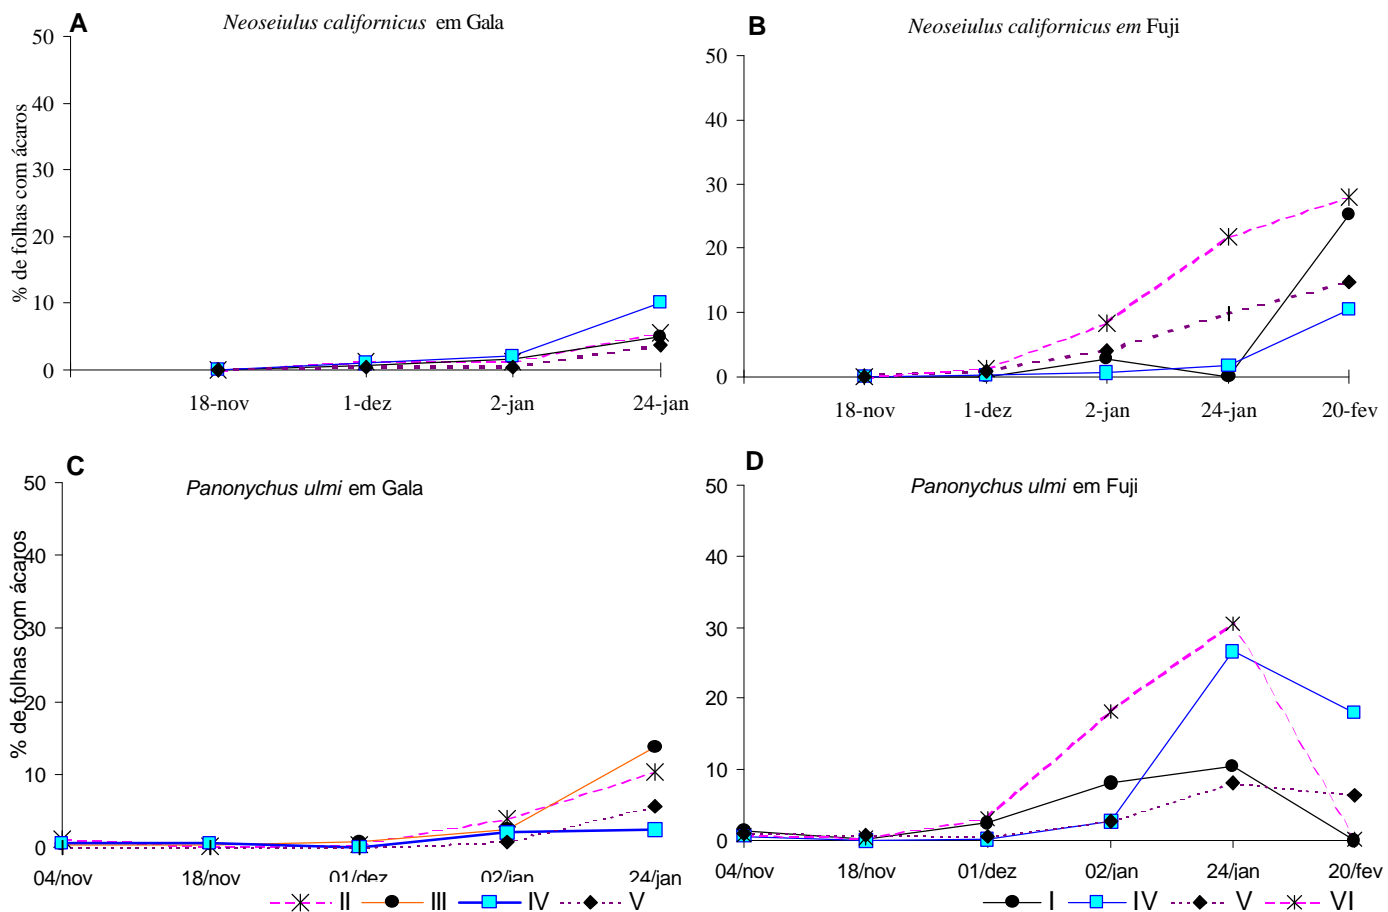 A
Neoseiulus californicus em Gala
% de folhas com ácaros
50
40
30
20
10
0
18-nov 1-dez 2-jan 24-jan
B
Neoseiulus californicus em Fuji
50
40
30
20
10
0
18-nov 1-dez 2-jan 24-jan 20-fev
C
Panonychus ulmi em Gala
% de folhas com ácaros
50
40
30
20
10
0
04/nov 18/nov 01/dez 02/jan 24/jan
II III IV V
D
Panonychus ulmi em Fuji
50
40
30
20
10
0
04/nov 18/nov 01/dez 02/jan 24/jan 20/fev
I IV V VI